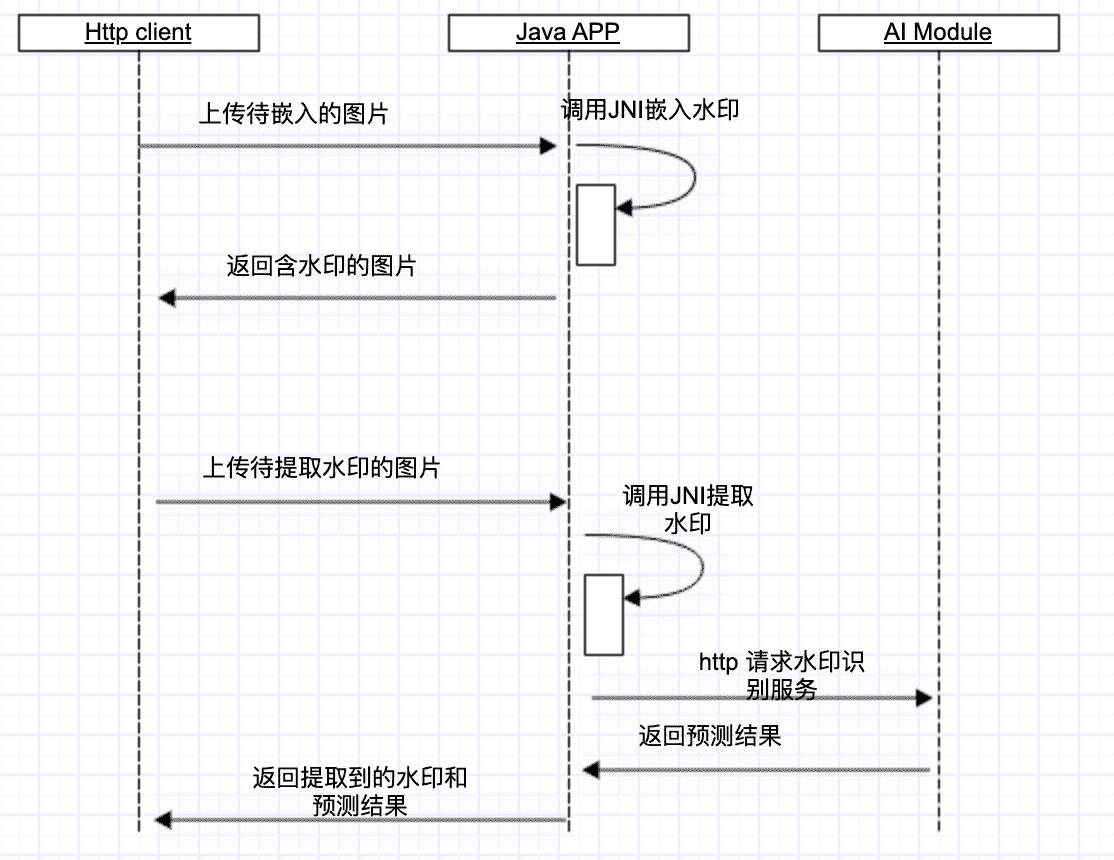 Http client
Java APP
AI Module
上传待嵌入的图片
调用JNI嵌入水印
返回含水印的图片
上传待提取水印的图片
调用JNI提取
水印
http 请求水印识
别服务
返回预测结果
返回提取到的水印和
预测结果